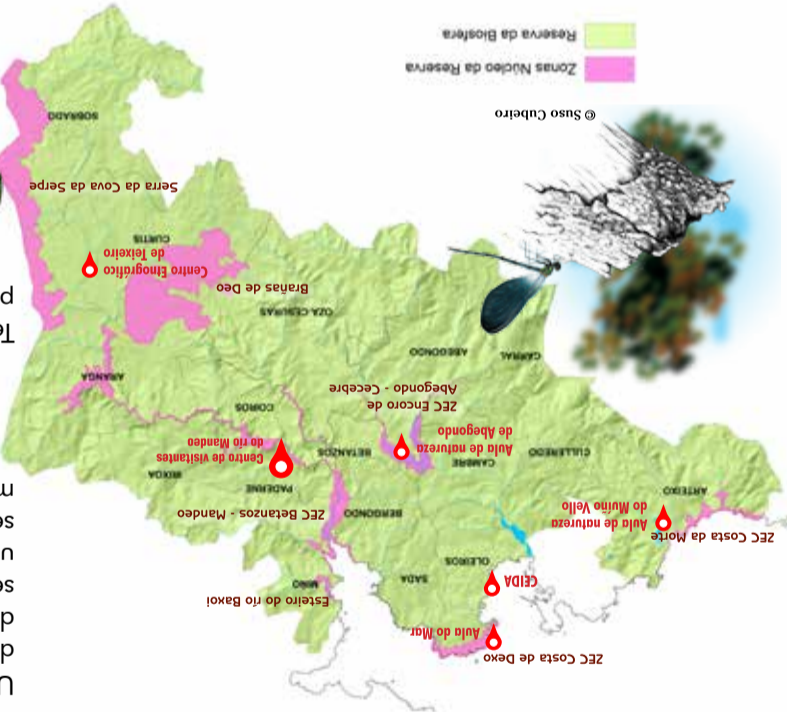 U
ZEC Costa de Dexo
Aula do Mar
d
d
Esteiro do río Baxoi
MIÑO
CEIDA
SADA
se
OLEIROS
u
ZEC Costa da Morte
Aula de natureza
do Muíño Vello
ZEC Betanzos - Mandeo
BERGONDO
se
ARTEIXO
PADERNE
m
IRIXOA
CAMBRE
CULLEREDO
Aula de natureza
de Abegondo
BETANZOS
Centro de visitantes
do río Mandeo
COIROS
ZEC Encoro de
Abegondo - Cecebre
ARANGA
CARRAL
ABEGONDO
Te
OZA-CESURAS
p
Brañas de Deo
Centro Etnográfico
de Teixeiro
CURTIS
Serra da Cova da Serpe
SOBRADO
© Suso Cubeiro
Zonas Núcleo da Reserva
Reserva da Biosfera